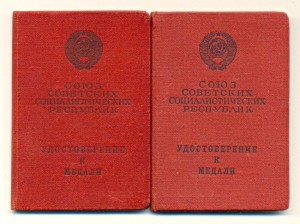 СОЮЗ
СОВЕТСКИХ
СОЦИАЛИСТИЧЕСКИХ
РЕСПУБЛИК
УДОСТОВЕРЕНИЕ
К
МЕДАЛИ
СОЮЗ
СОВЕТСКИХ
СОЦИАЛИСТИЧЕСКИХ
РЕСПУБЛИК
УДОСТОВЕРЕНИЕ
К
МЕДАЛИ